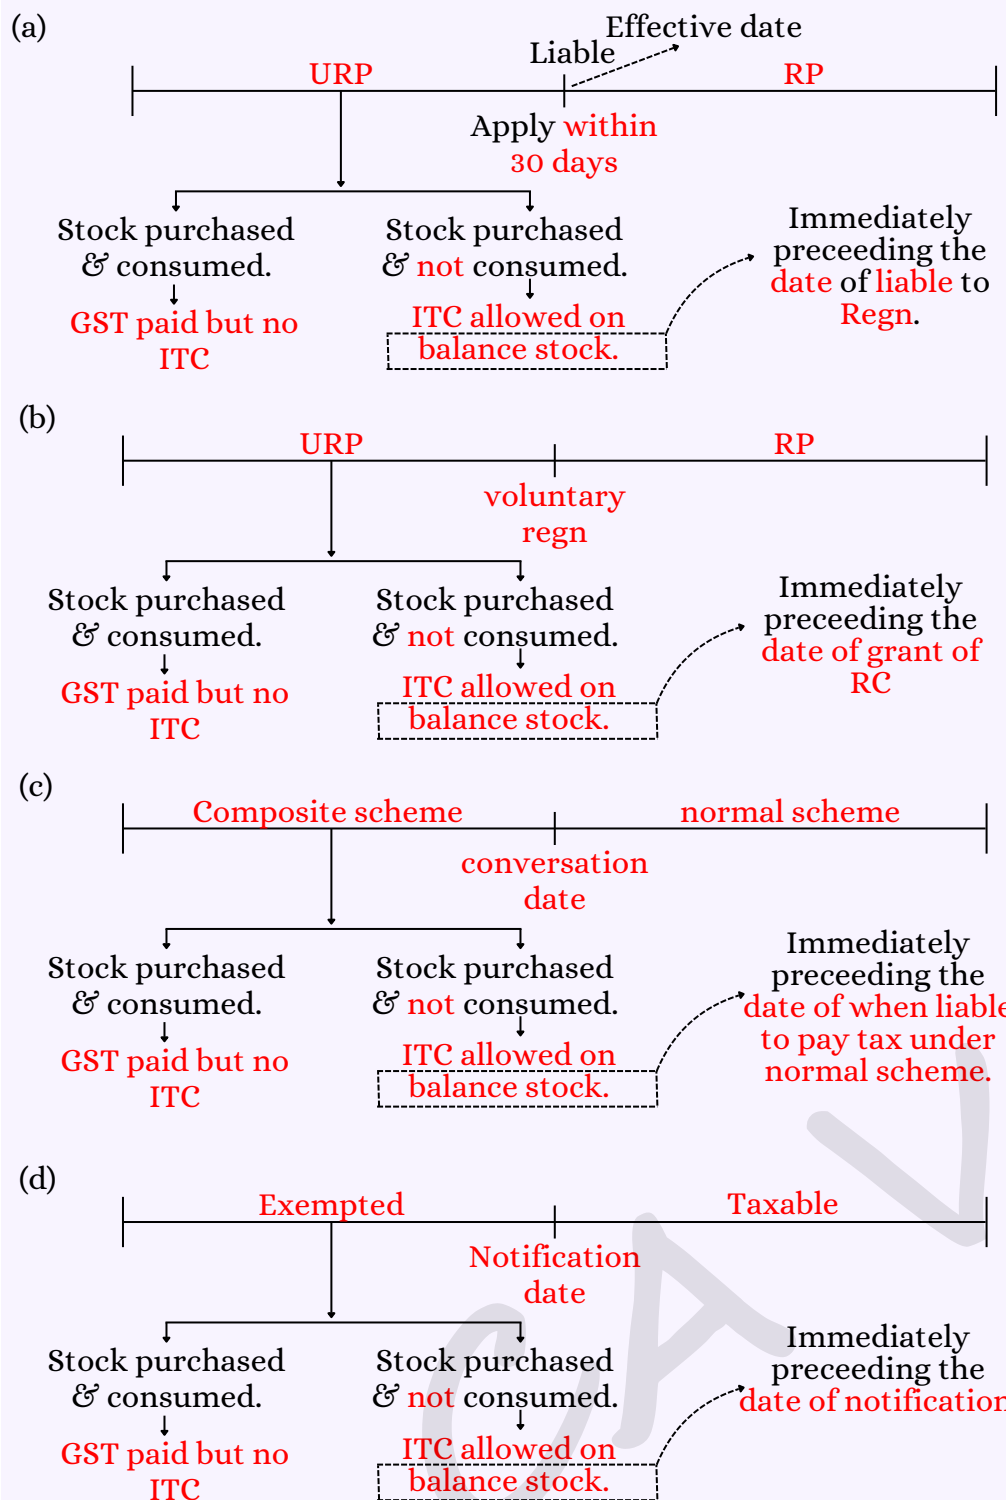 (a)
Effective date
Liable
URP
RP
Apply within
30 days
Stock purchased
& consumed.
GST paid but no
ITC
Stock purchased
& not consumed.
ITC allowed on
balance stock.
Immediately
preceeding the
date of liable to
Regn.
(b)
URP
RP
voluntary
regn
Stock purchased
& consumed.
GST paid but no
ITC
Stock purchased
& not consumed.
ITC allowed on
balance stock.
Immediately
preceeding the
date of grant of
RC
(c)
Composite scheme
normal scheme
conversation
date
Stock purchased
& consumed.
GST paid but no
ITC
Stock purchased
& not consumed.
ITC allowed on
balance stock.
Immediately
preceeding the
date of when liable
to pay tax under
normal scheme.
(d)
Exempted
Taxable
Notification
date
Stock purchased
& consumed.
GST paid but no
ITC
Stock purchased
& not consumed.
ITC allowed on
balance stock.
Immediately
preceeding the
date of notification
CA V